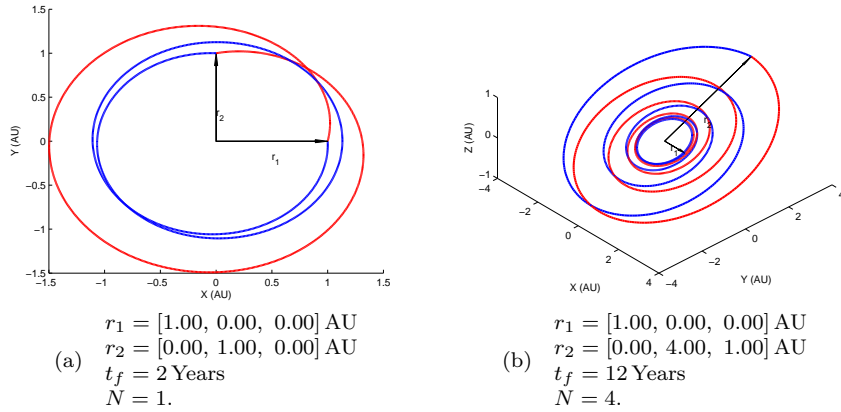 1.5
1
0.5
0
−0.5
−1
−1.5
−1.5 −1 −0.5 0 0.5 1 1.5
X (AU)
Y (AU)
r2
r1
1
0
−1
Z (AU)
−4
−2
0
2
4
X (AU)
−4
−2
0
2
4
Y (AU)
r2
r1
(a)
r1 = [1.00, 0.00, 0.00] AU
r2 = [0.00, 1.00, 0.00] AU
tf = 2 Years
N = 1.
(b)
r1 = [1.00, 0.00, 0.00] AU
r2 = [0.00, 4.00, 1.00] AU
tf = 12 Years
N = 4.